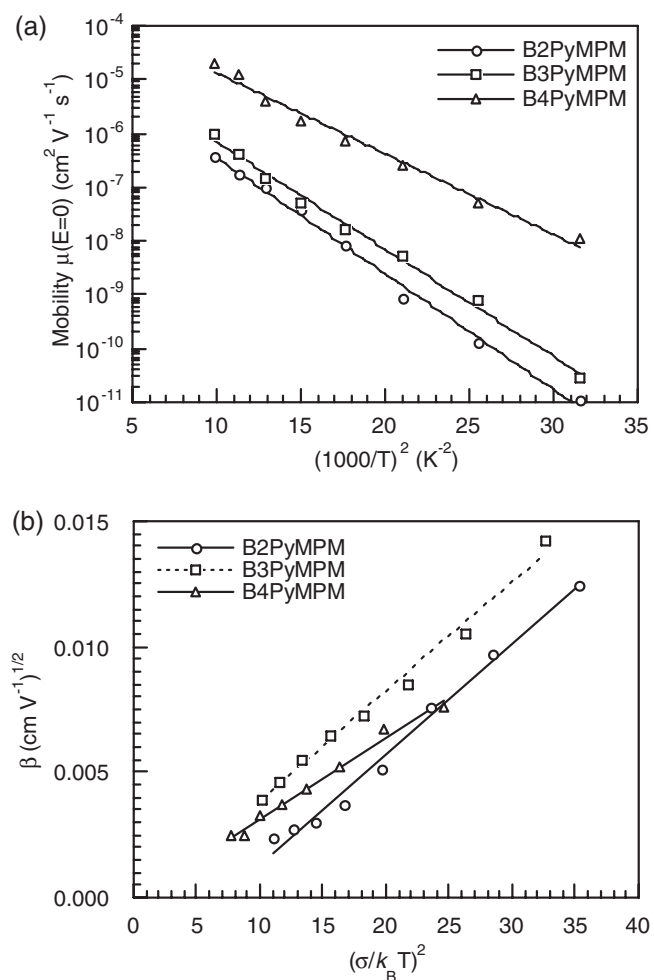 (a)
10⁻⁴
10⁻⁵
10⁻⁶
10⁻⁷
10⁻⁸
10⁻⁹
10⁻¹⁰
10⁻¹¹
Mobility μ(E=0) (cm² V⁻¹ s⁻¹)
B2PyMPM
B3PyMPM
B4PyMPM
5 10 15 20 25 30 35
(1000/T)² (K⁻²)
(b)
0.015
0.010
0.005
0.000
β (cm V⁻¹)¹/²
B2PyMPM
B3PyMPM
B4PyMPM
0 5 10 15 20 25 30 35 40
(σ/k_BT)²